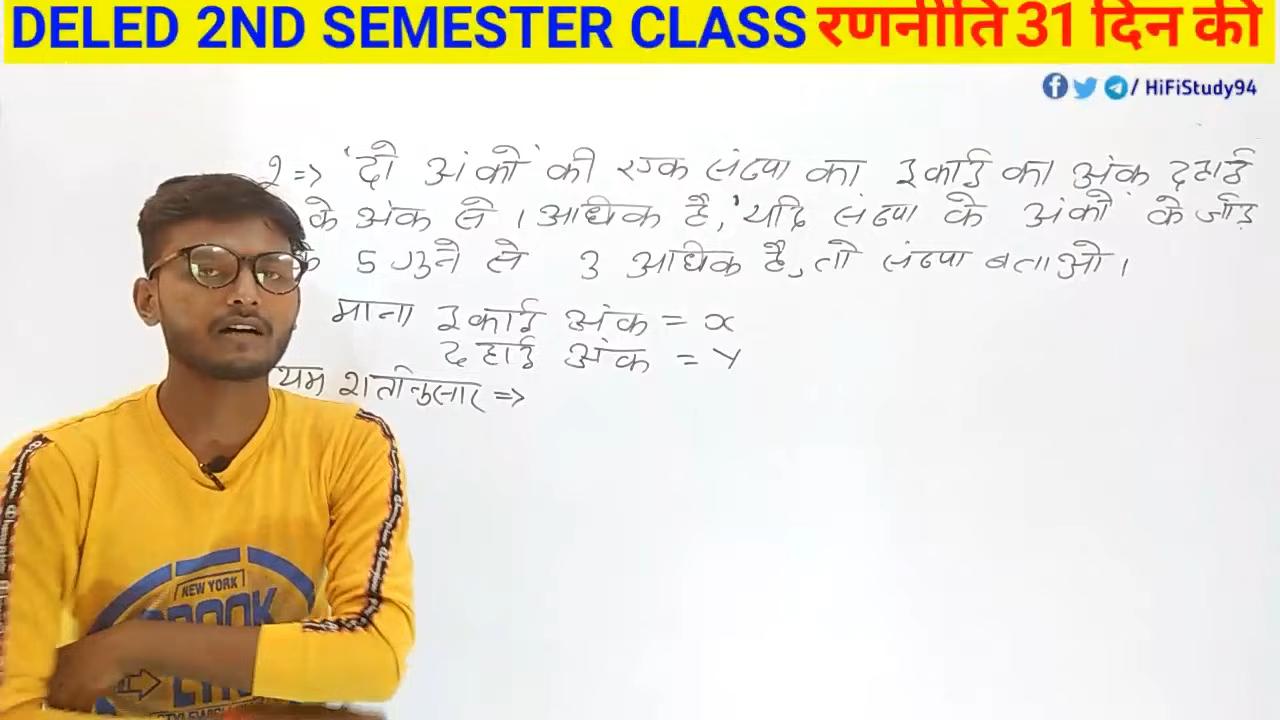 DELED 2ND SEMESTER CLASS रणनीति 31 दिन की
/ HiFiStudy94
2=> 'दो अंको' की एक संख्या का इकाई का अंक दहाई
के अंक से 1 अधिक है,' यदि संख्या के अंकों के जोड़
के 5 गुने से 3 अधिक है, तो संख्या बताओ।
माना इकाई अंक = x
दहाई अंक = y
थम शर्तानुसार =>
NEW YORK